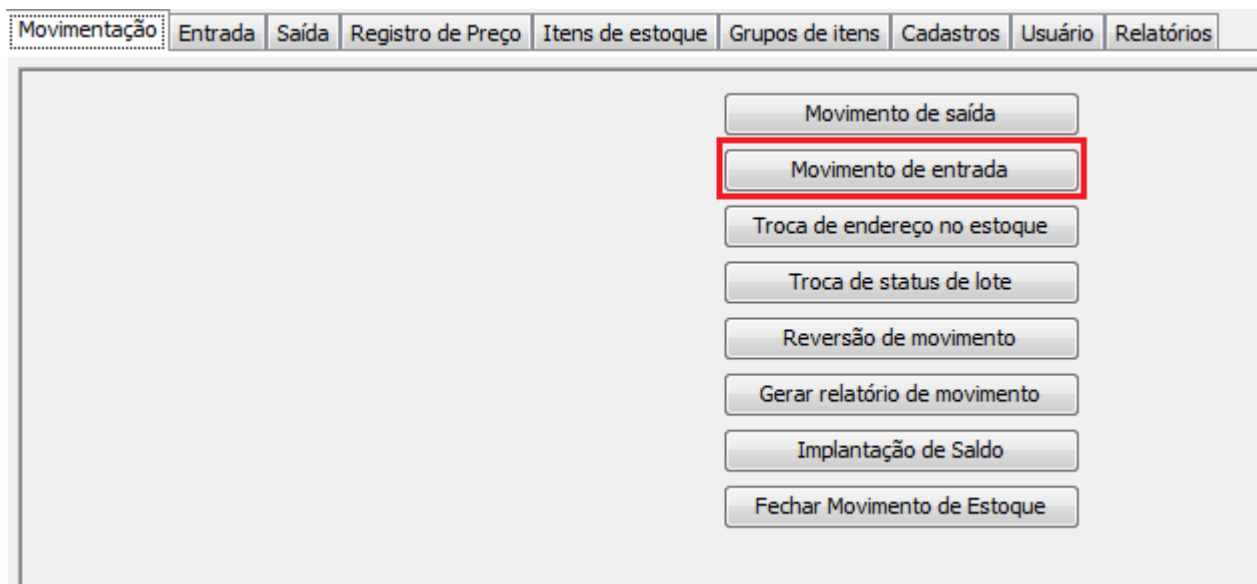 Movimentação Entrada Saída Registro de Preço Itens de estoque Grupos de itens Cadastros Usuário Relatórios
Movimento de saída
Movimento de entrada
Troca de endereço no estoque
Troca de status de lote
Reversão de movimento
Gerar relatório de movimento
Implantação de Saldo
Fechar Movimento de Estoque